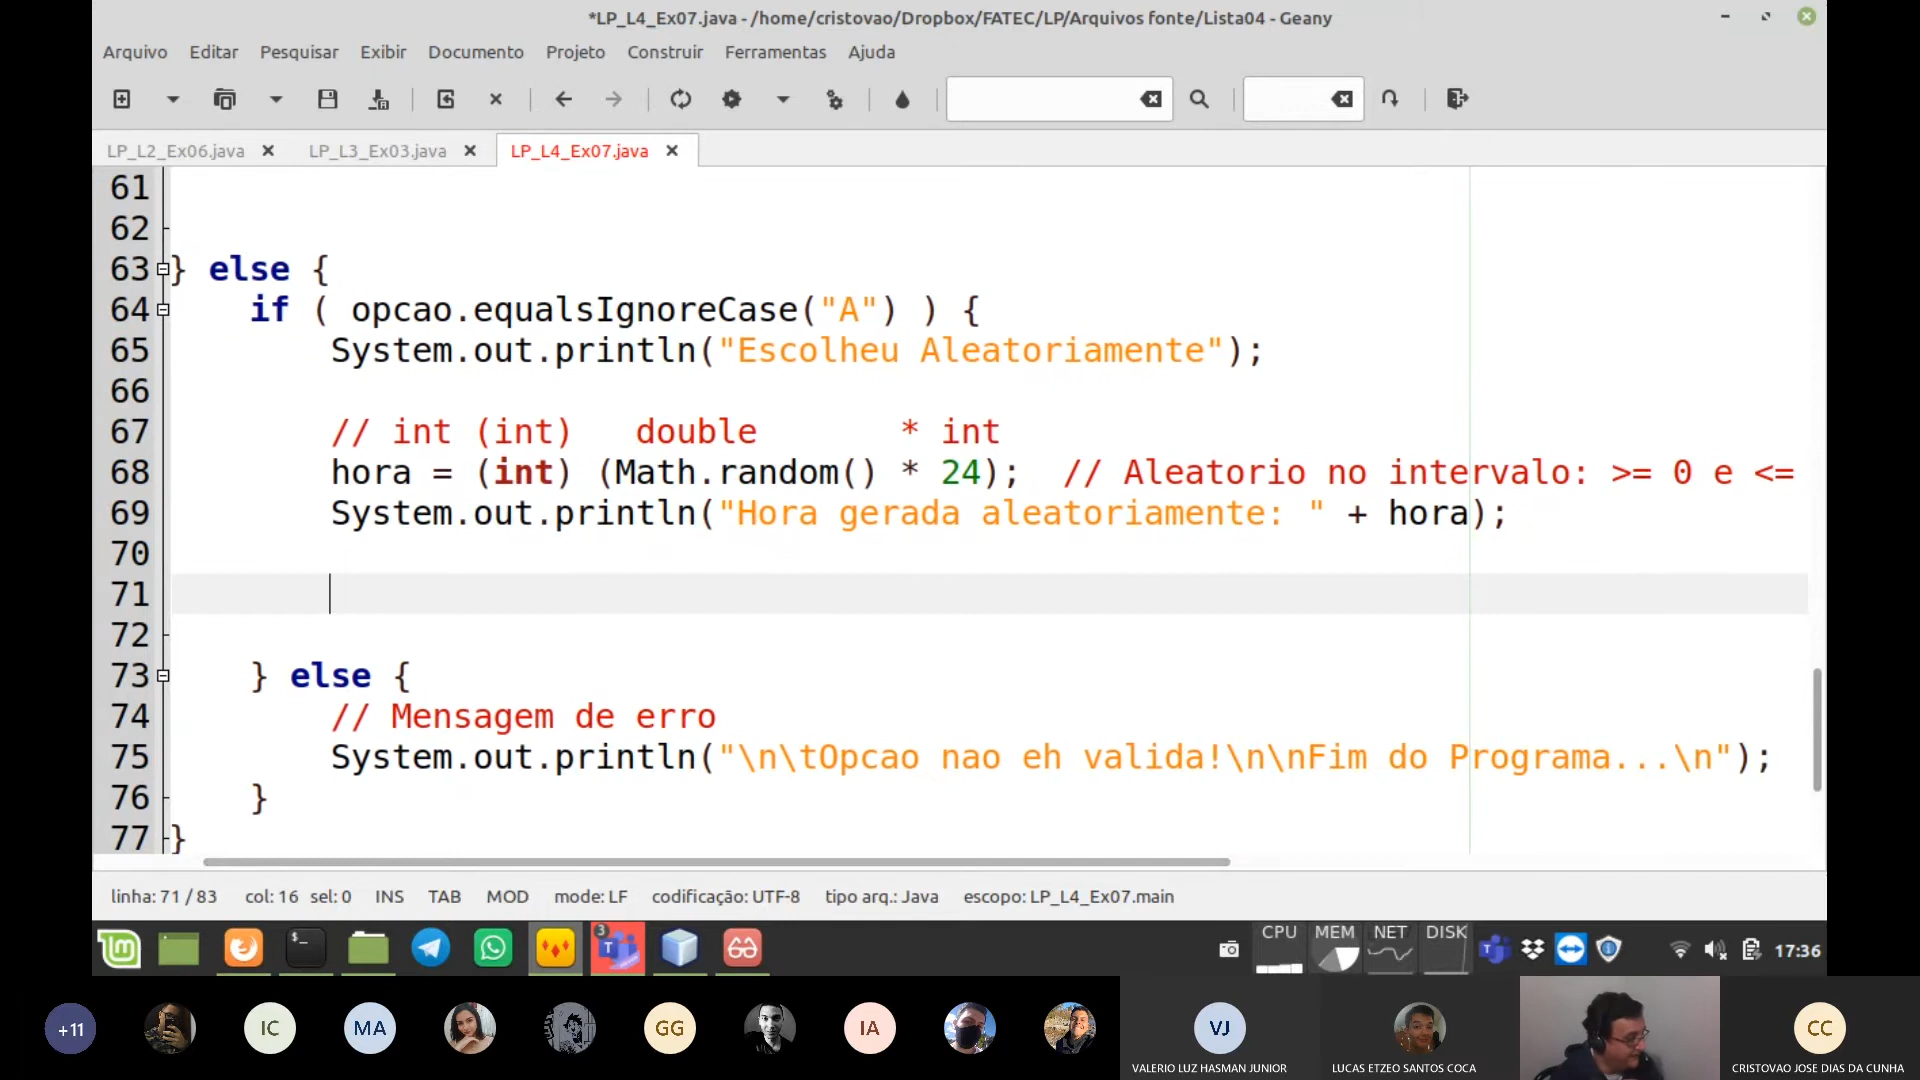 *LP_L4_Ex07.java - /home/cristovao/Dropbox/FATEC/LP/Arquivos fonte/Lista04 - Geany
Arquivo Editar Pesquisar Exibir Documento Projeto Construir Ferramentas Ajuda
LP_L2_Ex06.java LP_L3_Ex03.java LP_L4_Ex07.java
61
62
63 } else {
64 if ( opcao.equalsIgnoreCase("A") ) {
65 System.out.println("Escolheu Aleatoriamente");
66
67 // int (int) double * int
68 hora = (int) (Math.random() * 24); // Aleatorio no intervalo: >= 0 e <=
69 System.out.println("Hora gerada aleatoriamente: " + hora);
70
71
72
73 } else {
74 // Mensagem de erro
75 System.out.println("\n\tOpcao nao eh valida!\n\nFim do Programa...\n");
76 }
77 }
linha: 71 / 83 col: 16 sel: 0 INS TAB MOD mode: LF codificação: UTF-8 tipo arq.: Java escopo: LP_L4_Ex07.main
3 CPU MEM NET DISK 17:36
+11 IC MA GG IA VJ CC
VALERIO LUZ HASMAN JUNIOR LUCAS ETZEO SANTOS COCA CRISTOVAO JOSE DIAS DA CUNHA